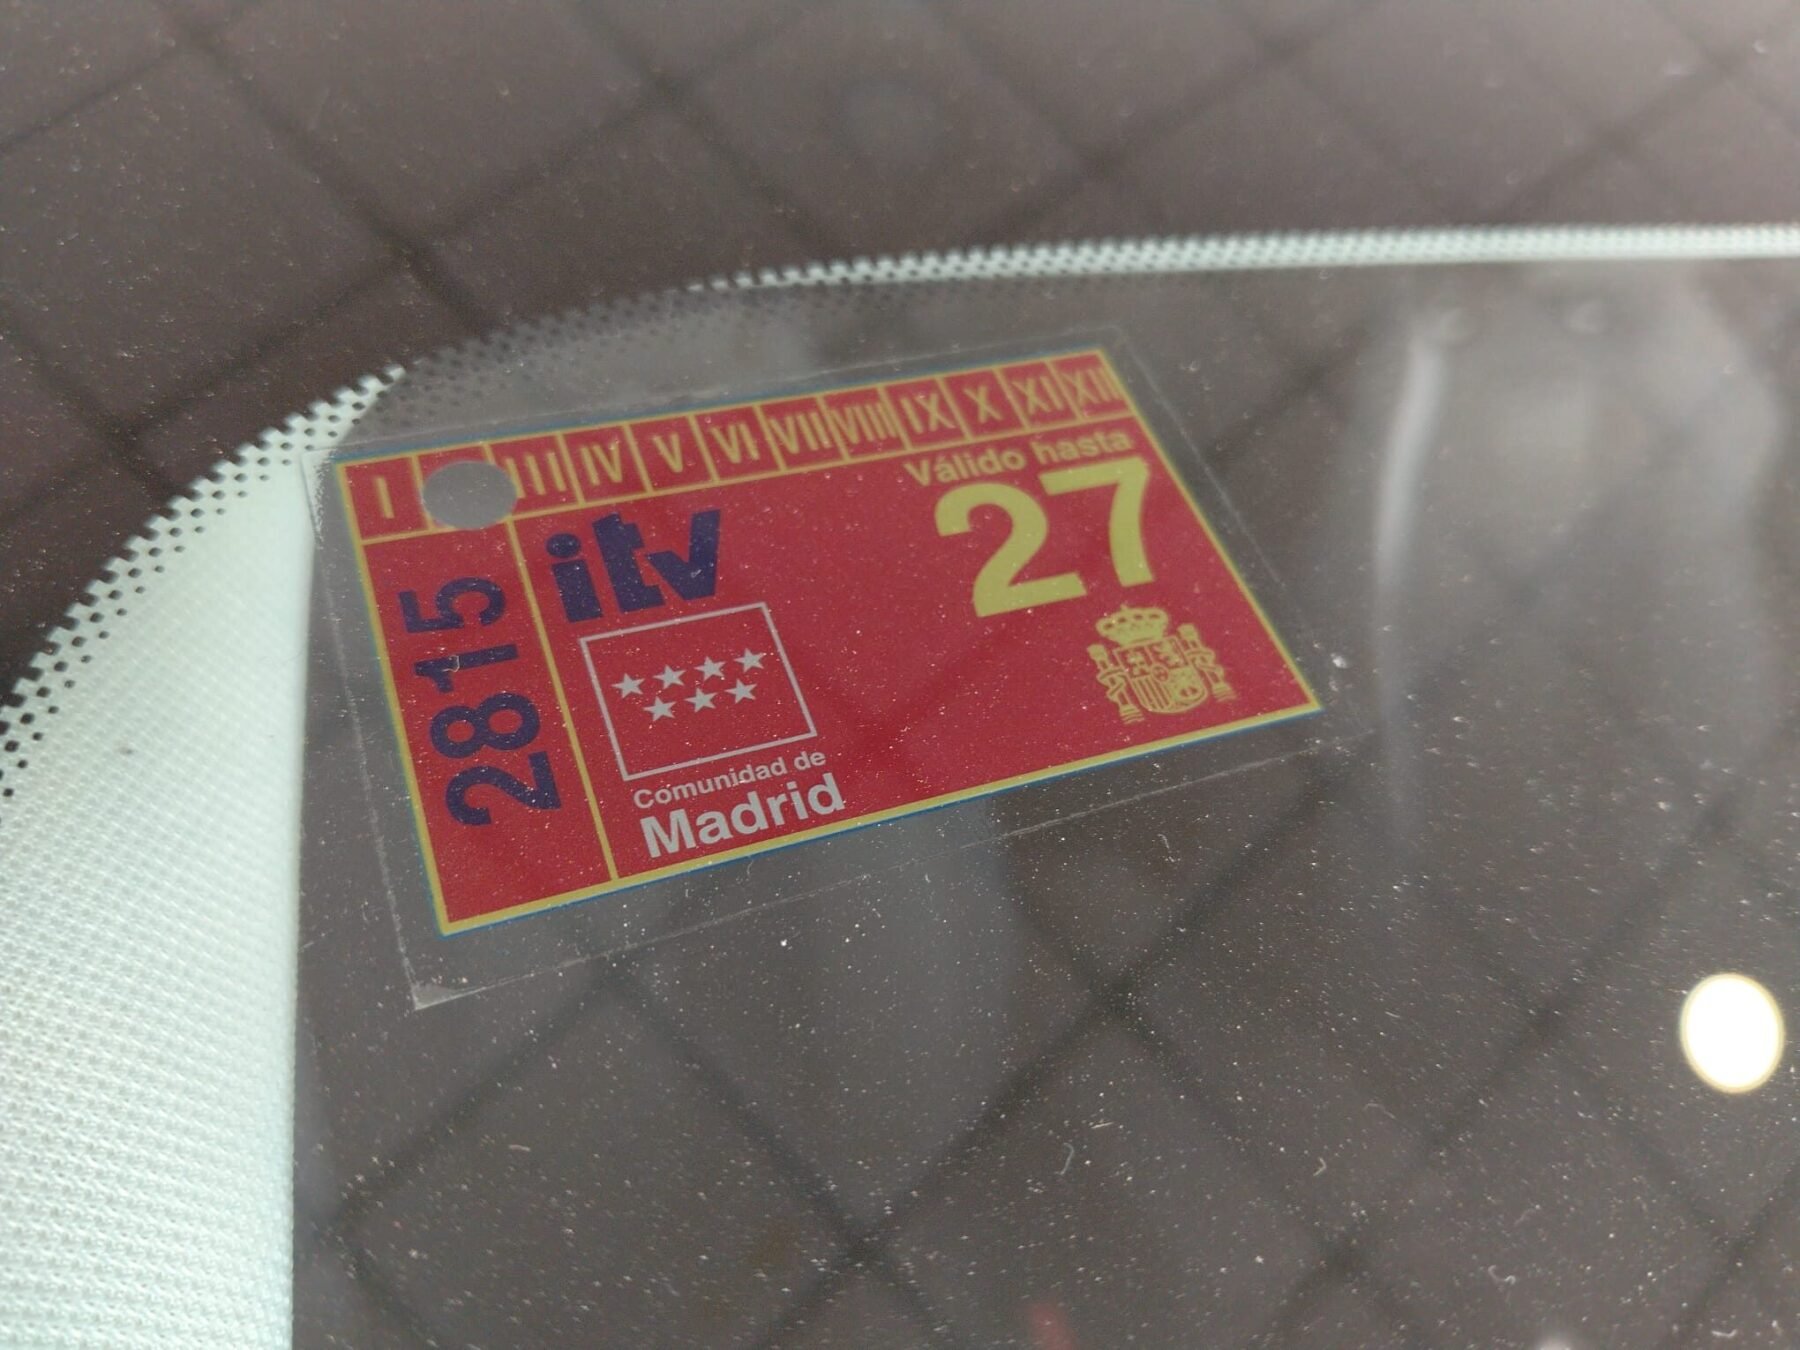 I III IV V VI VII VIII IX X XI XII
Válido hasta
27
itv
2815
Comunidad de
Madrid